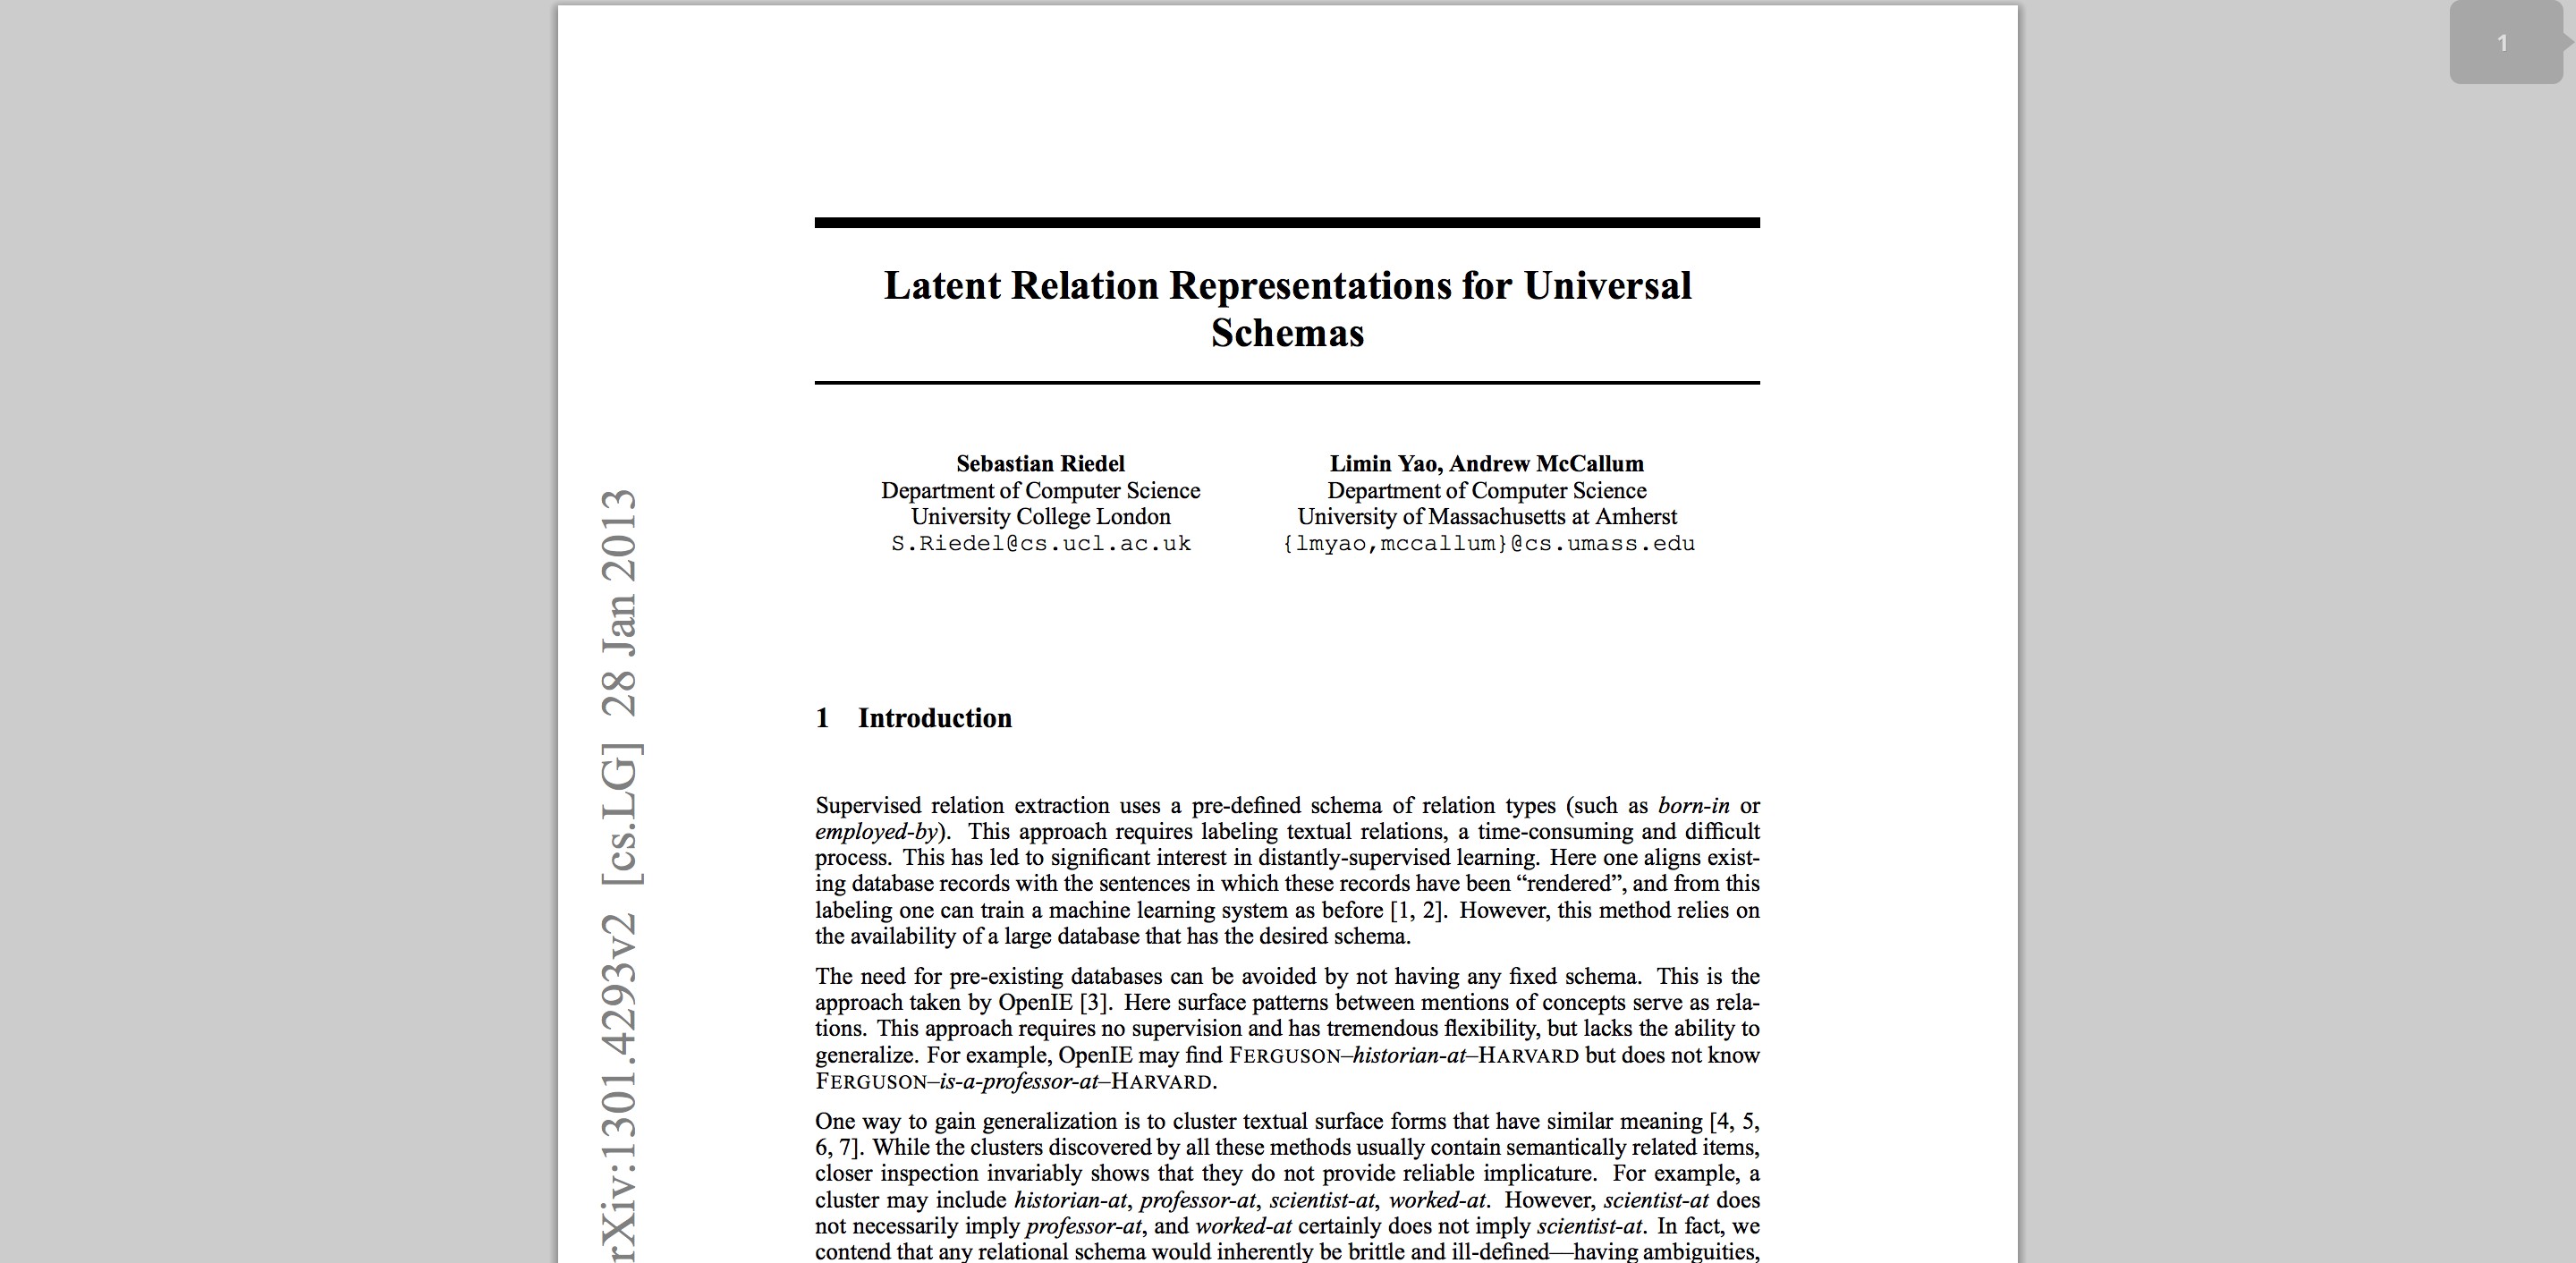 1
Latent Relation Representations for Universal
Schemas
Sebastian Riedel
Department of Computer Science
University College London
S.Riedel@cs.ucl.ac.uk
Limin Yao, Andrew McCallum
Department of Computer Science
University of Massachusetts at Amherst
{lmyao,mccallum}@cs.umass.edu
rXiv:1301.4293v2 [cs.LG] 28 Jan 2013
1 Introduction
Supervised relation extraction uses a pre-defined schema of relation types (such as born-in or
employed-by). This approach requires labeling textual relations, a time-consuming and difficult
process. This has led to significant interest in distantly-supervised learning. Here one aligns exist-
ing database records with the sentences in which these records have been “rendered”, and from this
labeling one can train a machine learning system as before [1, 2]. However, this method relies on
the availability of a large database that has the desired schema.
The need for pre-existing databases can be avoided by not having any fixed schema. This is the
approach taken by OpenIE [3]. Here surface patterns between mentions of concepts serve as rela-
tions. This approach requires no supervision and has tremendous flexibility, but lacks the ability to
generalize. For example, OpenIE may find FERGUSON–historian-at–HARVARD but does not know
FERGUSON–is-a-professor-at–HARVARD.
One way to gain generalization is to cluster textual surface forms that have similar meaning [4, 5,
6, 7]. While the clusters discovered by all these methods usually contain semantically related items,
closer inspection invariably shows that they do not provide reliable implicature. For example, a
cluster may include historian-at, professor-at, scientist-at, worked-at. However, scientist-at does
not necessarily imply professor-at, and worked-at certainly does not imply scientist-at. In fact, we
contend that any relational schema would inherently be brittle and ill-defined—having ambiguities,